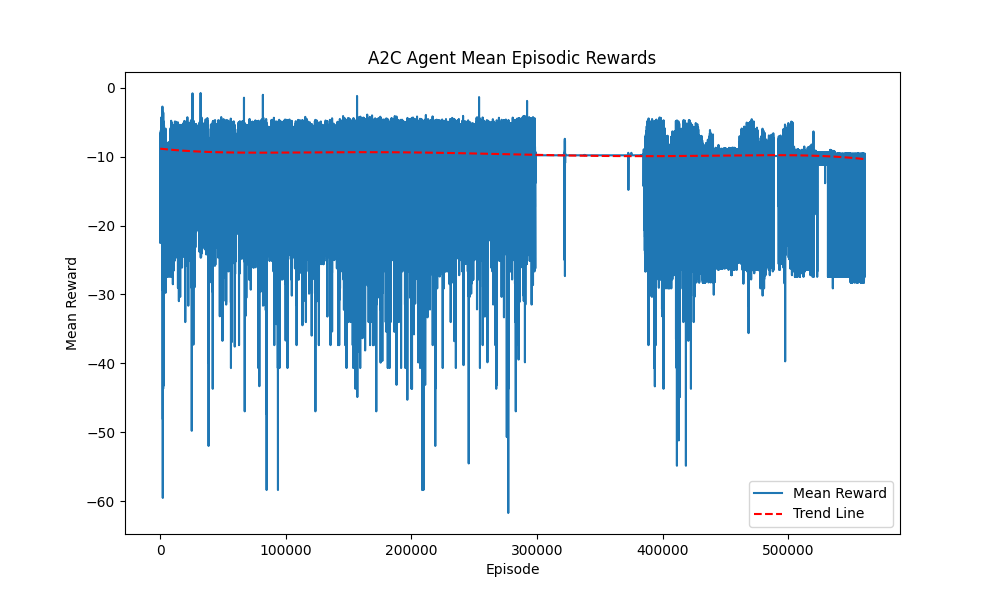 A2C Agent Mean Episodic Rewards
0
−10
−20
−30
−40
−50
−60
Mean Reward
0
100000
200000
300000
400000
500000
Episode
Mean Reward
Trend Line